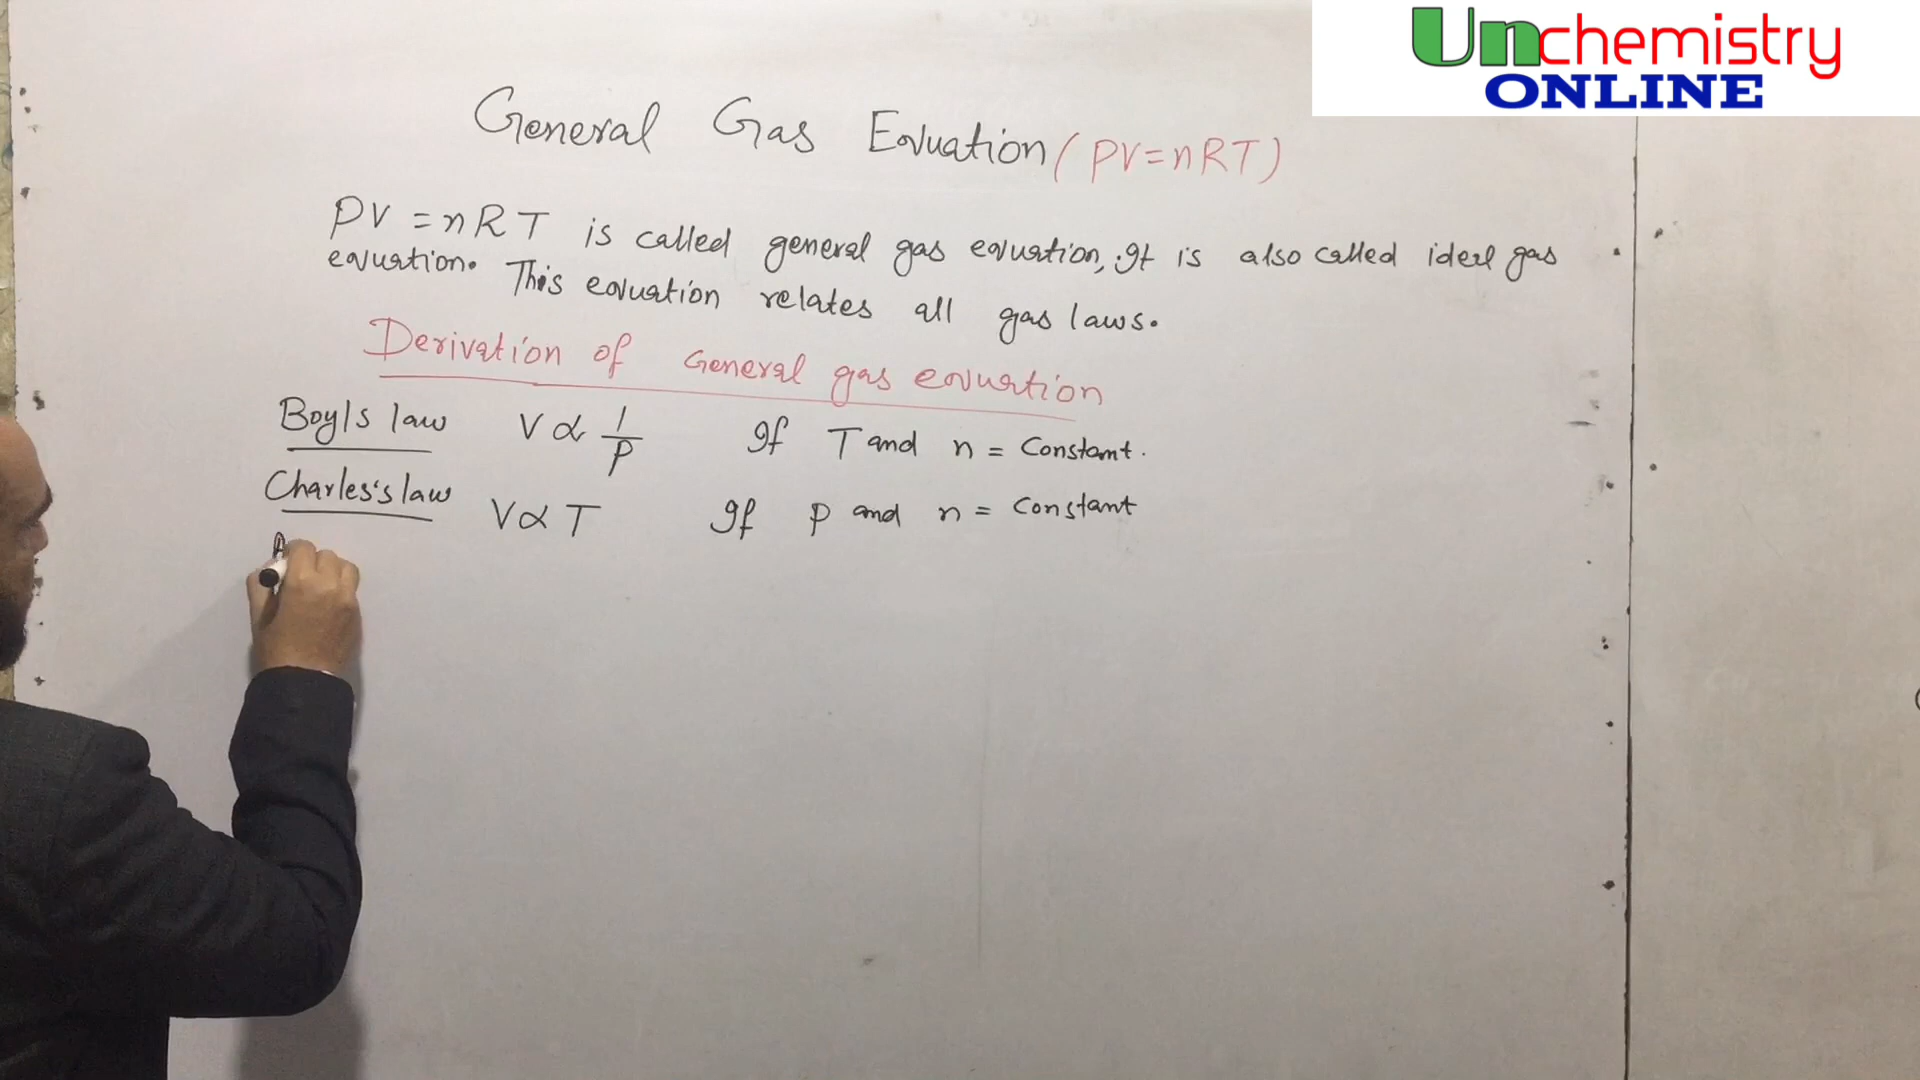 Unchemistry
ONLINE
General Gas Equation (PV=nRT)
PV = nRT is called general gas equation, It is also called ideal gas
equation. This equation relates all gas laws.
Derivation of General gas equation
Boyls law V ∝ 1/P If T and n = Constant.
Charles's law V ∝ T If P and n = Constant
A